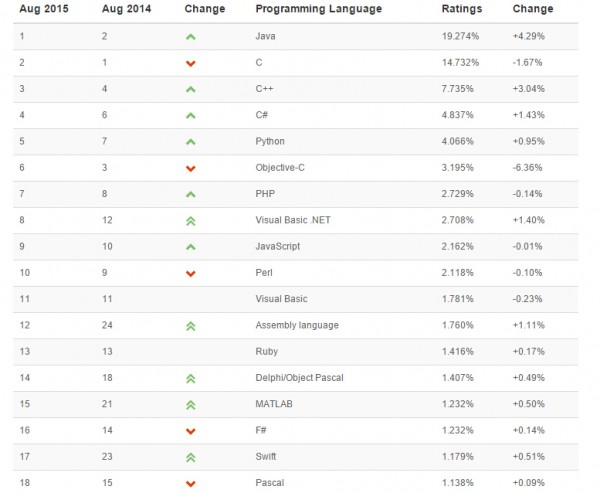 Aug 2015 Aug 2014 Change Programming Language Ratings Change
1 2 Java 19.274% +4.29%
2 1 C 14.732% -1.67%
3 4 C++ 7.735% +3.04%
4 6 C# 4.837% +1.43%
5 7 Python 4.066% +0.95%
6 3 Objective-C 3.195% -6.36%
7 8 PHP 2.729% -0.14%
8 12 Visual Basic .NET 2.708% +1.40%
9 10 JavaScript 2.162% -0.01%
10 9 Perl 2.118% -0.10%
11 11 Visual Basic 1.781% -0.23%
12 24 Assembly language 1.760% +1.11%
13 13 Ruby 1.416% +0.17%
14 18 Delphi/Object Pascal 1.407% +0.49%
15 21 MATLAB 1.232% +0.50%
16 14 F# 1.232% +0.14%
17 23 Swift 1.179% +0.51%
18 15 Pascal 1.138% +0.09%